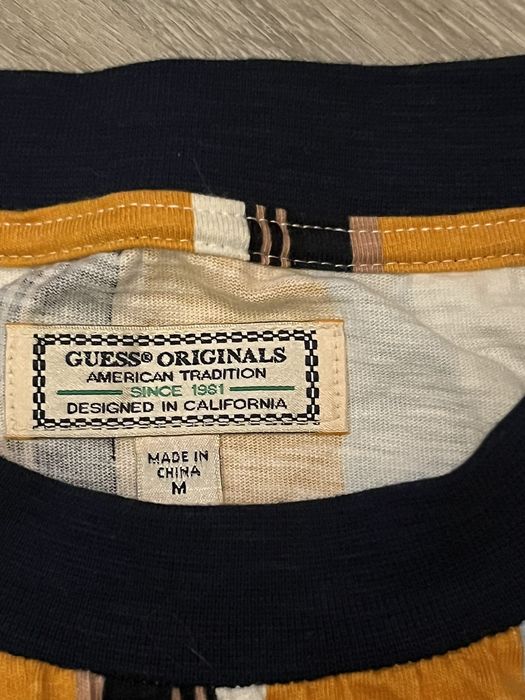 GUESS® ORIGINALS
AMERICAN TRADITION
SINCE 1981
DESIGNED IN CALIFORNIA
MADE IN
CHINA
M